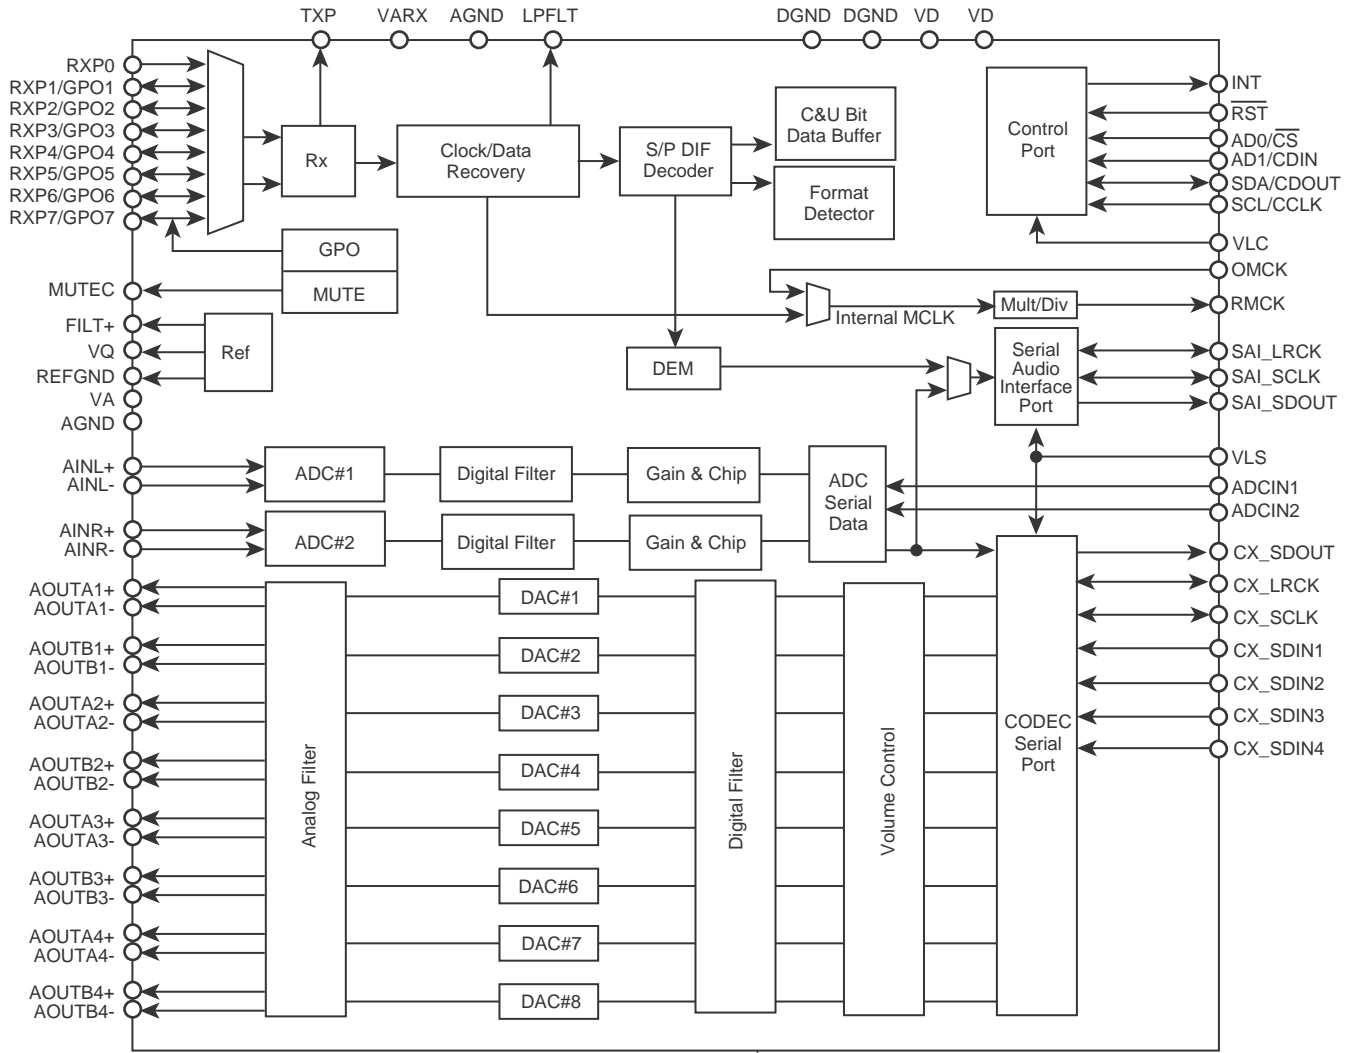 TXP VARX AGND LPFLT DGND DGND VD VD
RXP0
RXP1/GPO1
RXP2/GPO2
RXP3/GPO3
RXP4/GPO4
RXP5/GPO5
RXP6/GPO6
RXP7/GPO7
MUTEC
FILT+
VQ
REFGND
VA
AGND
AINL+
AINL-
AINR+
AINR-
AOUTA1+
AOUTA1-
AOUTB1+
AOUTB1-
AOUTA2+
AOUTA2-
AOUTB2+
AOUTB2-
AOUTA3+
AOUTA3-
AOUTB3+
AOUTB3-
AOUTA4+
AOUTA4-
AOUTB4+
AOUTB4-
Rx
Clock/Data
Recovery
S/P DIF
Decoder
C&U Bit
Data Buffer
Format
Detector
Control
Port
GPO
MUTE
Ref
Internal MCLK
Mult/Div
DEM
Serial
Audio
Interface
Port
ADC#1
Digital Filter
Gain & Chip
ADC
Serial
Data
ADC#2
Digital Filter
Gain & Chip
Analog Filter
DAC#1
DAC#2
DAC#3
DAC#4
DAC#5
DAC#6
DAC#7
DAC#8
Digital Filter
Volume Control
CODEC
Serial
Port
INT
RST
AD0/CS
AD1/CDIN
SDA/CDOUT
SCL/CCLK
VLC
OMCK
RMCK
SAI_LRCK
SAI_SCLK
SAI_SDOUT
VLS
ADCIN1
ADCIN2
CX_SDOUT
CX_LRCK
CX_SCLK
CX_SDIN1
CX_SDIN2
CX_SDIN3
CX_SDIN4